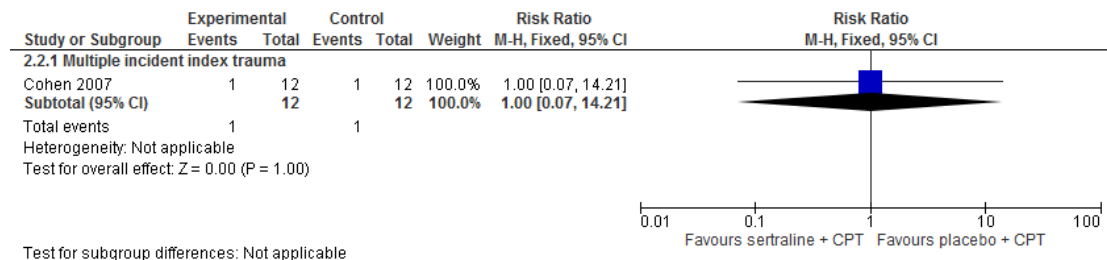 Experimental Control Risk Ratio Risk Ratio
Study or Subgroup Events Total Events Total Weight M-H, Fixed, 95% CI M-H, Fixed, 95% CI
2.2.1 Multiple incident index trauma
Cohen 2007 1 12 1 12 100.0% 1.00 [0.07, 14.21]
Subtotal (95% CI) 12 12 100.0% 1.00 [0.07, 14.21]
Total events 1 1
Heterogeneity: Not applicable
Test for overall effect: Z = 0.00 (P = 1.00)
0.01 0.1 1 10 100
Favours sertraline + CPT Favours placebo + CPT
Test for subgroup differences: Not applicable